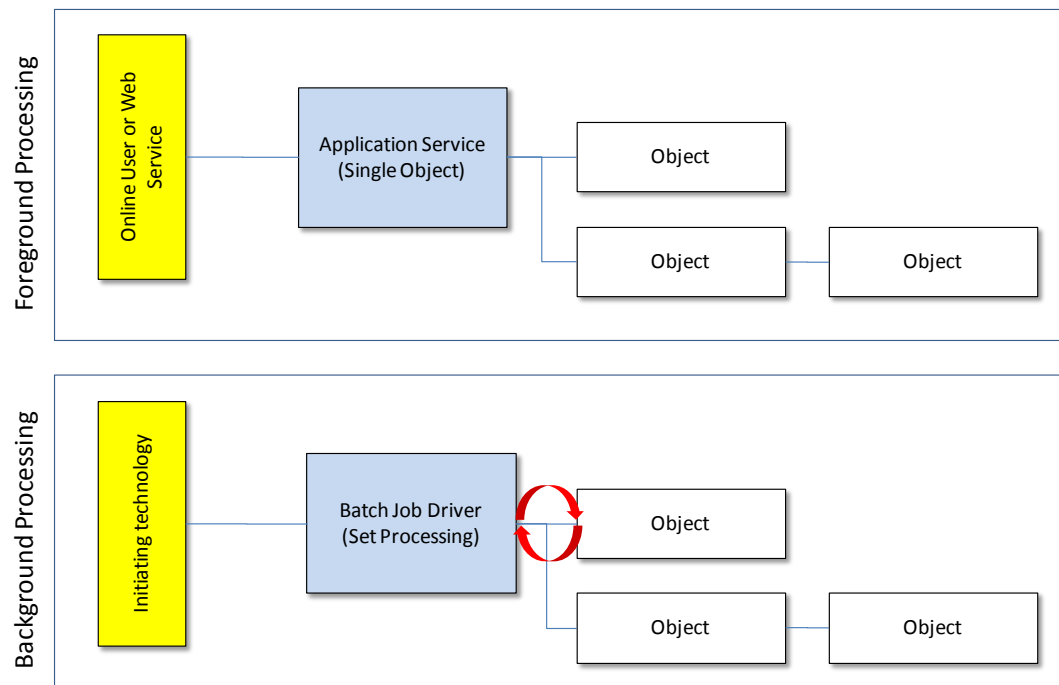 Foreground Processing
Online User or Web
Service
Application Service
(Single Object)
Object
Object
Object
Background Processing
Initiating technology
Batch Job Driver
(Set Processing)
Object
Object
Object